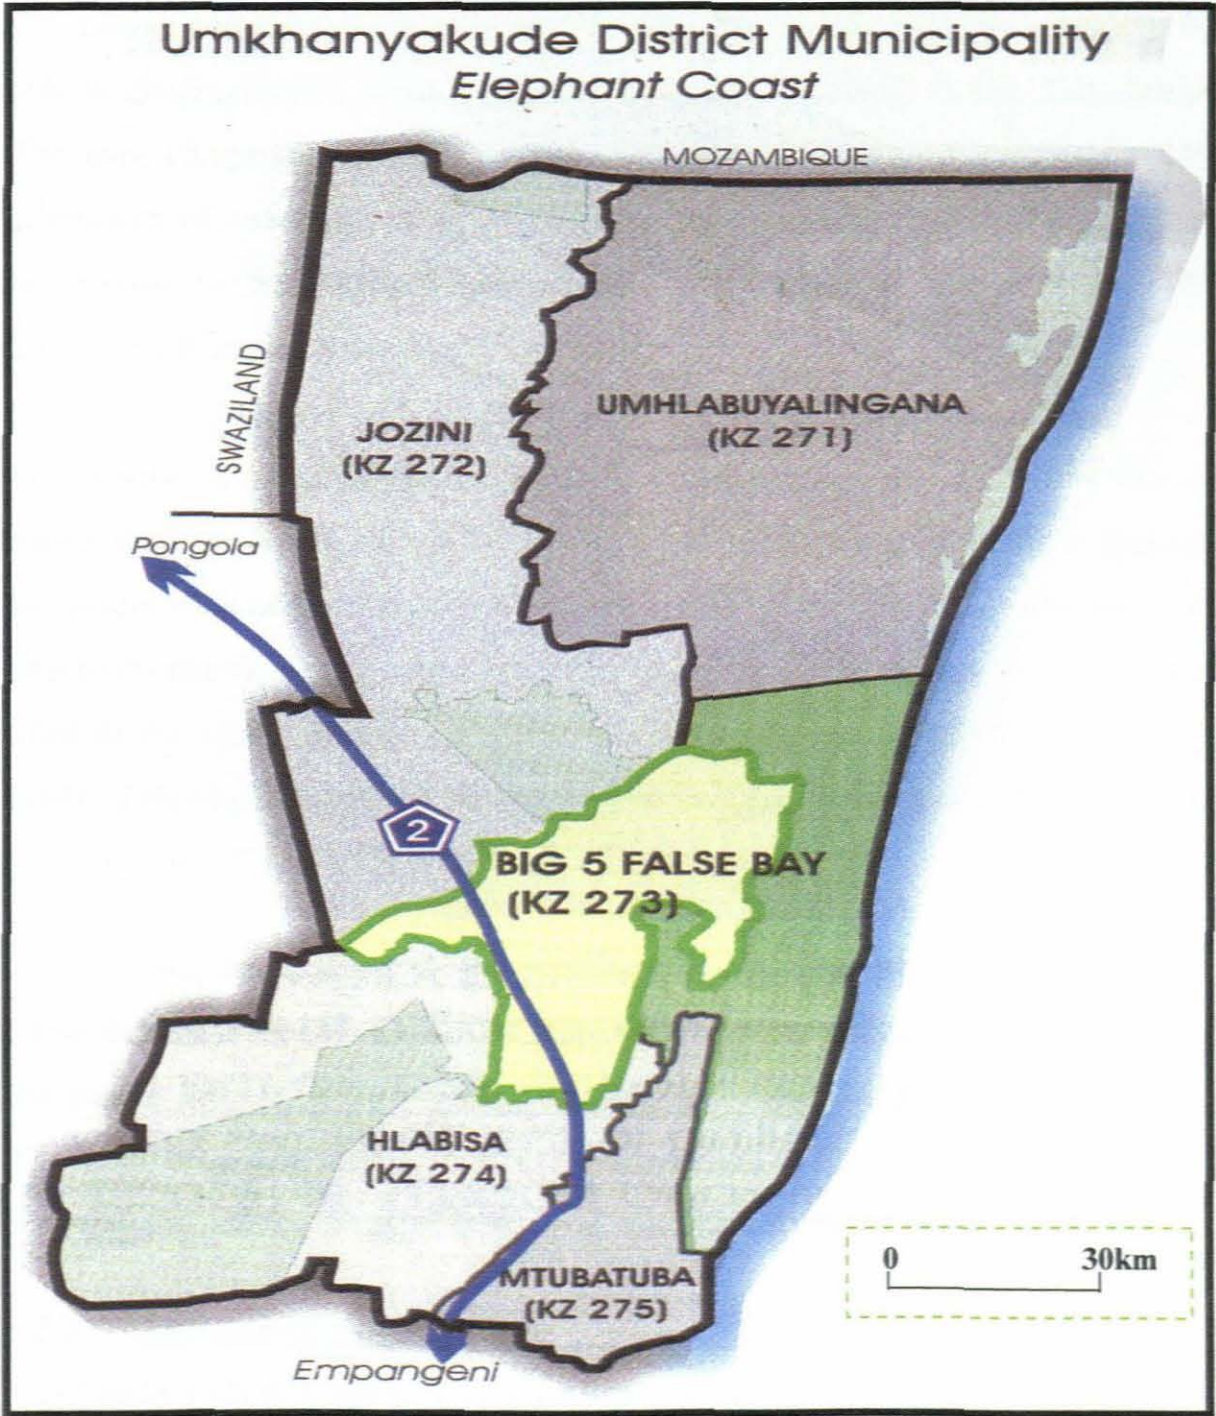 Umkhanyakude District Municipality
Elephant Coast
MOZAMBIQUE
SWAZILAND
UMHLABUYALINGANA
(KZ 271)
JOZINI
(KZ 272)
Pongola
2
BIG 5 FALSE BAY
(KZ 273)
HLABISA
(KZ 274)
MTUBATUBA
(KZ 275)
0 30km
Empangeni